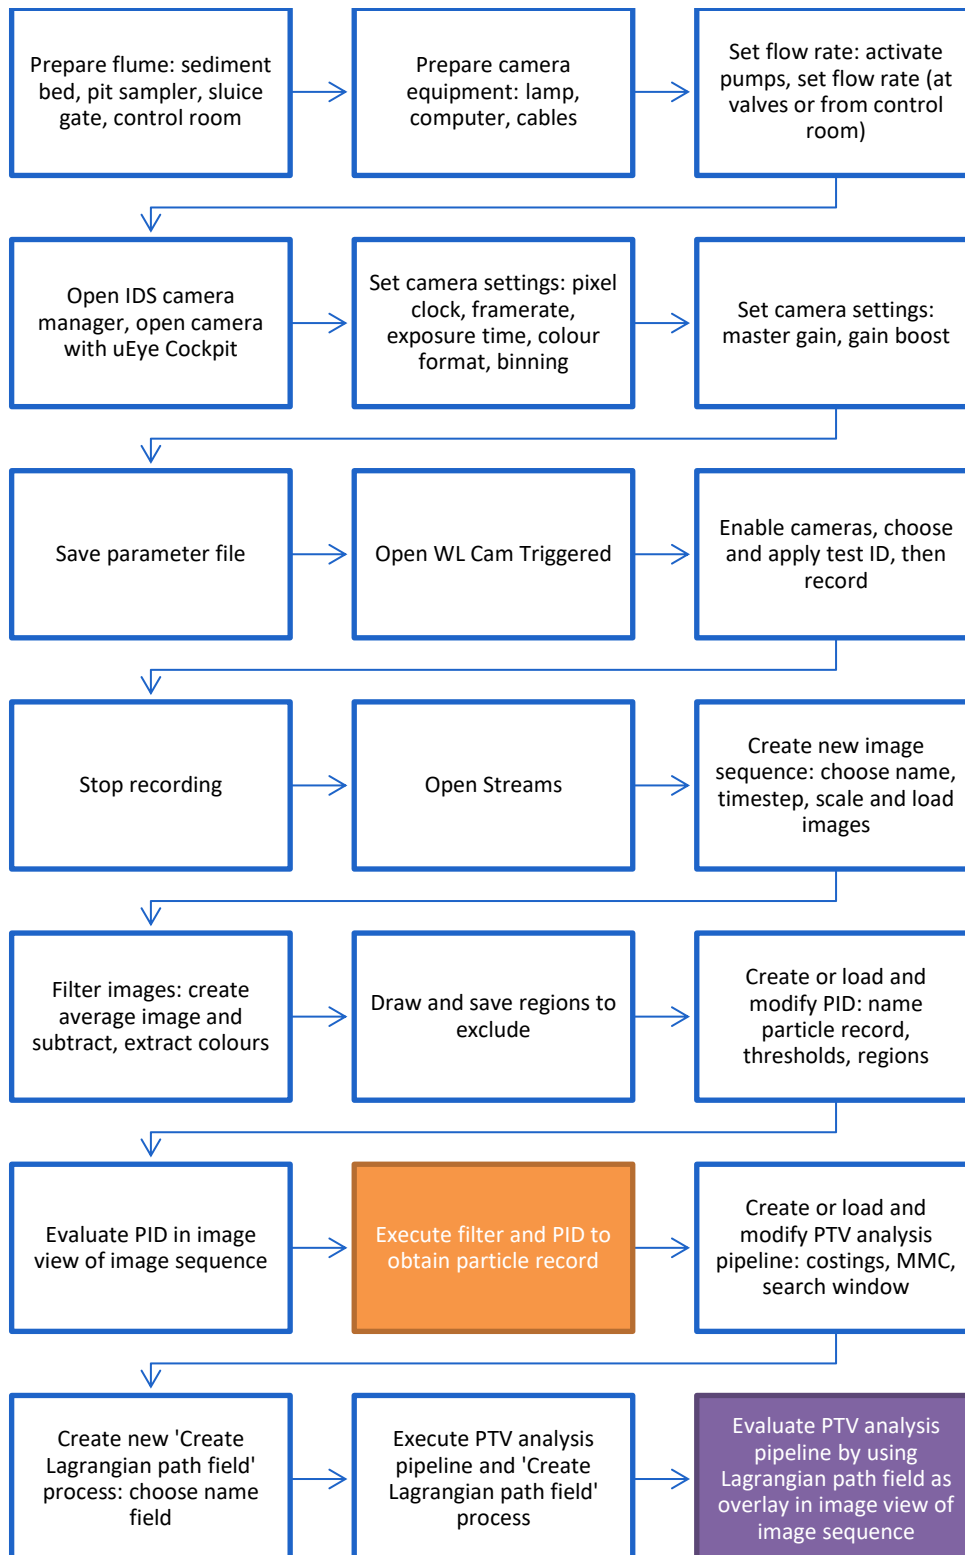 Prepare flume: sediment
bed, pit sampler, sluice
gate, control room
Prepare camera
equipment: lamp,
computer, cables
Set flow rate: activate
pumps, set flow rate (at
valves or from control
room)
Open IDS camera
manager, open camera
with uEye Cockpit
Set camera settings: pixel
clock, framerate,
exposure time, colour
format, binning
Set camera settings:
master gain, gain boost
Save parameter file
Open WL Cam Triggered
Enable cameras, choose
and apply test ID, then
record
Stop recording
Open Streams
Create new image
sequence: choose name,
timestep, scale and load
images
Filter images: create
average image and
subtract, extract colours
Draw and save regions to
exclude
Create or load and
modify PID: name
particle record,
thresholds, regions
Evaluate PID in image
view of image sequence
Execute filter and PID to
obtain particle record
Create or load and
modify PTV analysis
pipeline: costings, MMC,
search window
Create new 'Create
Lagrangian path field'
process: choose name
field
Execute PTV analysis
pipeline and 'Create
Lagrangian path field'
process
Evaluate PTV analysis
pipeline by using
Lagrangian path field as
overlay in image view of
image sequence